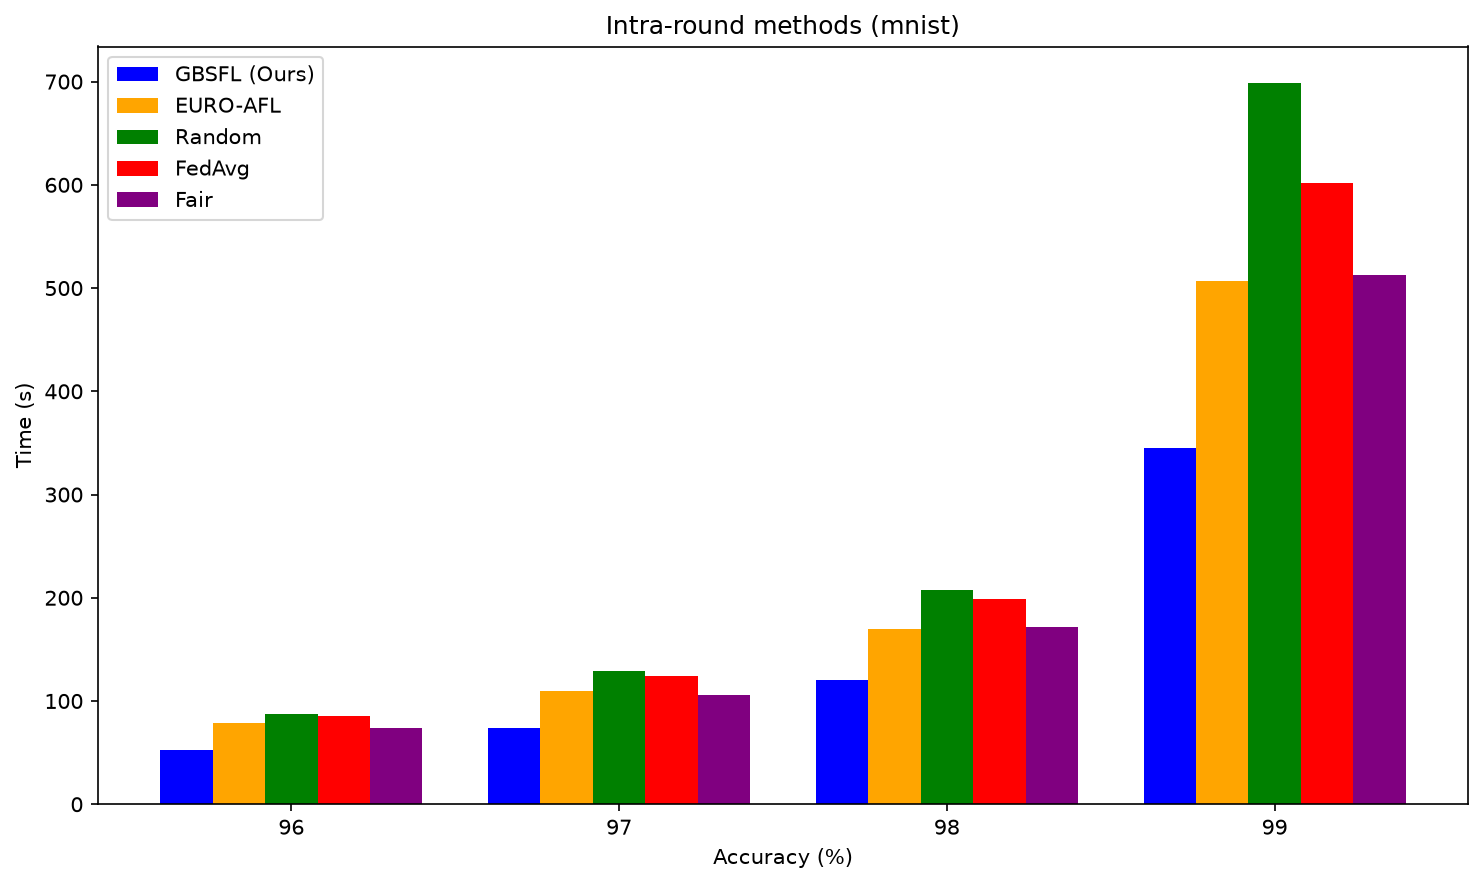 Intra-round methods (mnist)
GBSFL (Ours)
EURO-AFL
Random
FedAvg
Fair
700
600
500
400
300
200
100
0
Time (s)
96 97 98 99
Accuracy (%)